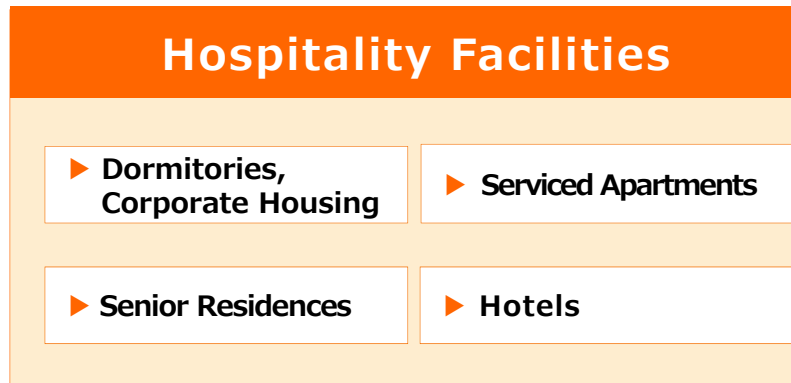 Hospitality Facilities
Dormitories,
Corporate Housing
Serviced Apartments
Senior Residences
Hotels